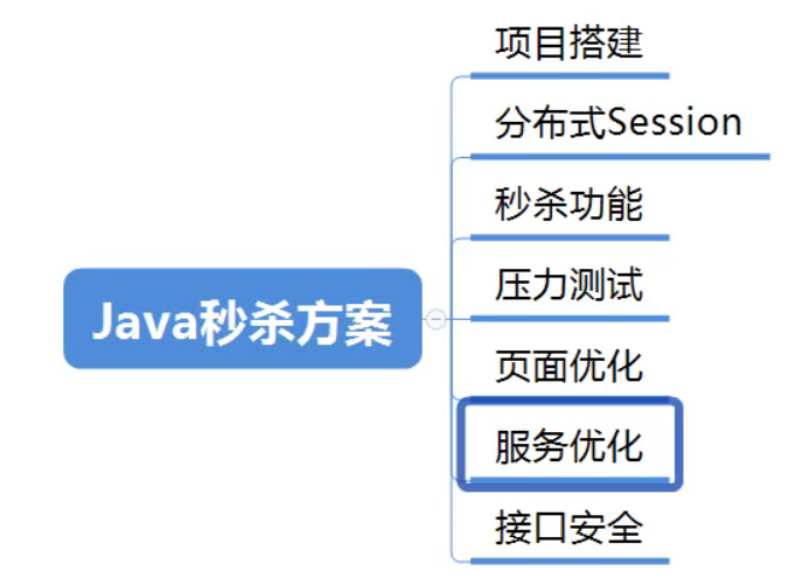 项目搭建
分布式Session
秒杀功能
压力测试
Java秒杀方案
页面优化
服务优化
接口安全